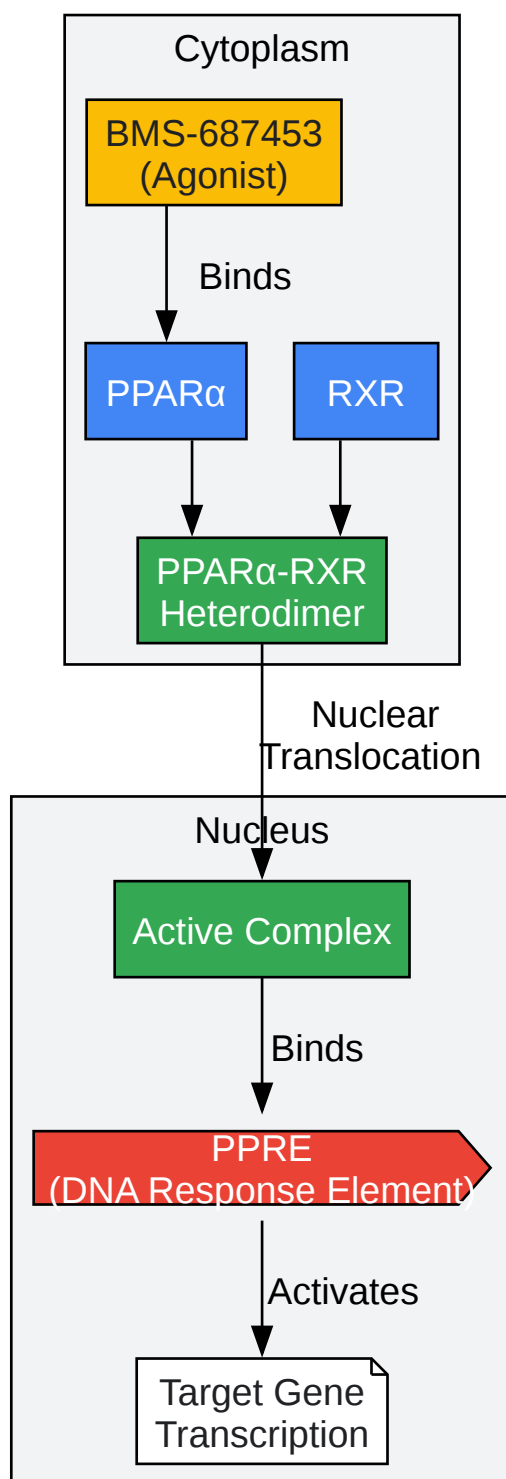 Cytoplasm
BMS-687453
(Agonist)
Binds
PPARα
RXR
PPARα-RXR
Heterodimer
Nuclear
Translocation
Nucleus
Active Complex
Binds
PPRE
(DNA Response Element)
Activates
Target Gene
Transcription